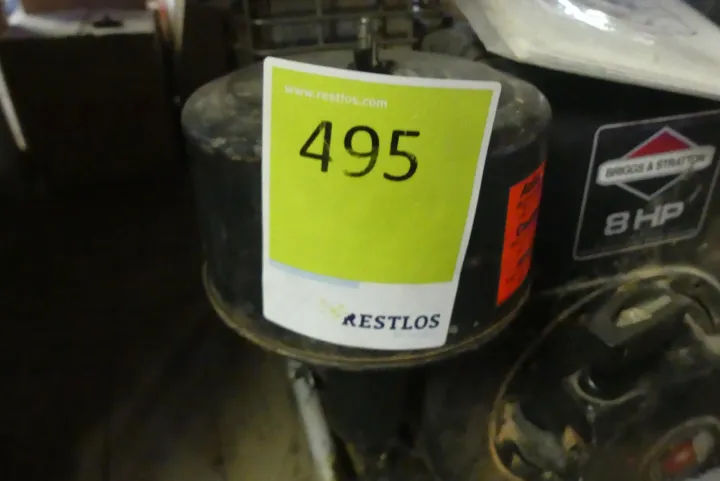 www.restlos.com
495
RESTLOS
BRIGGS & STRATTON
8 HP